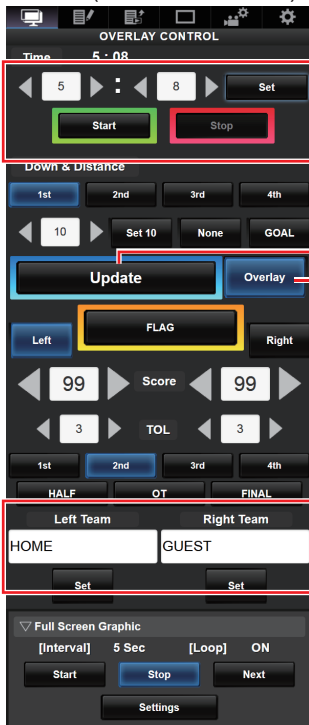 OVERLAY CONTROL
Time 5 : 08
5 : 8 Set
Start Stop
Down & Distance
1st 2nd 3rd 4th
10 Set 10 None GOAL
Update Overlay
Left FLAG Right
99 Score 99
3 TOL 3
1st 2nd 3rd 4th
HALF OT FINAL
Left Team Right Team
HOME GUEST
Set Set
▽ Full Screen Graphic
[Interval] 5 Sec [Loop] ON
Start Stop Next
Settings